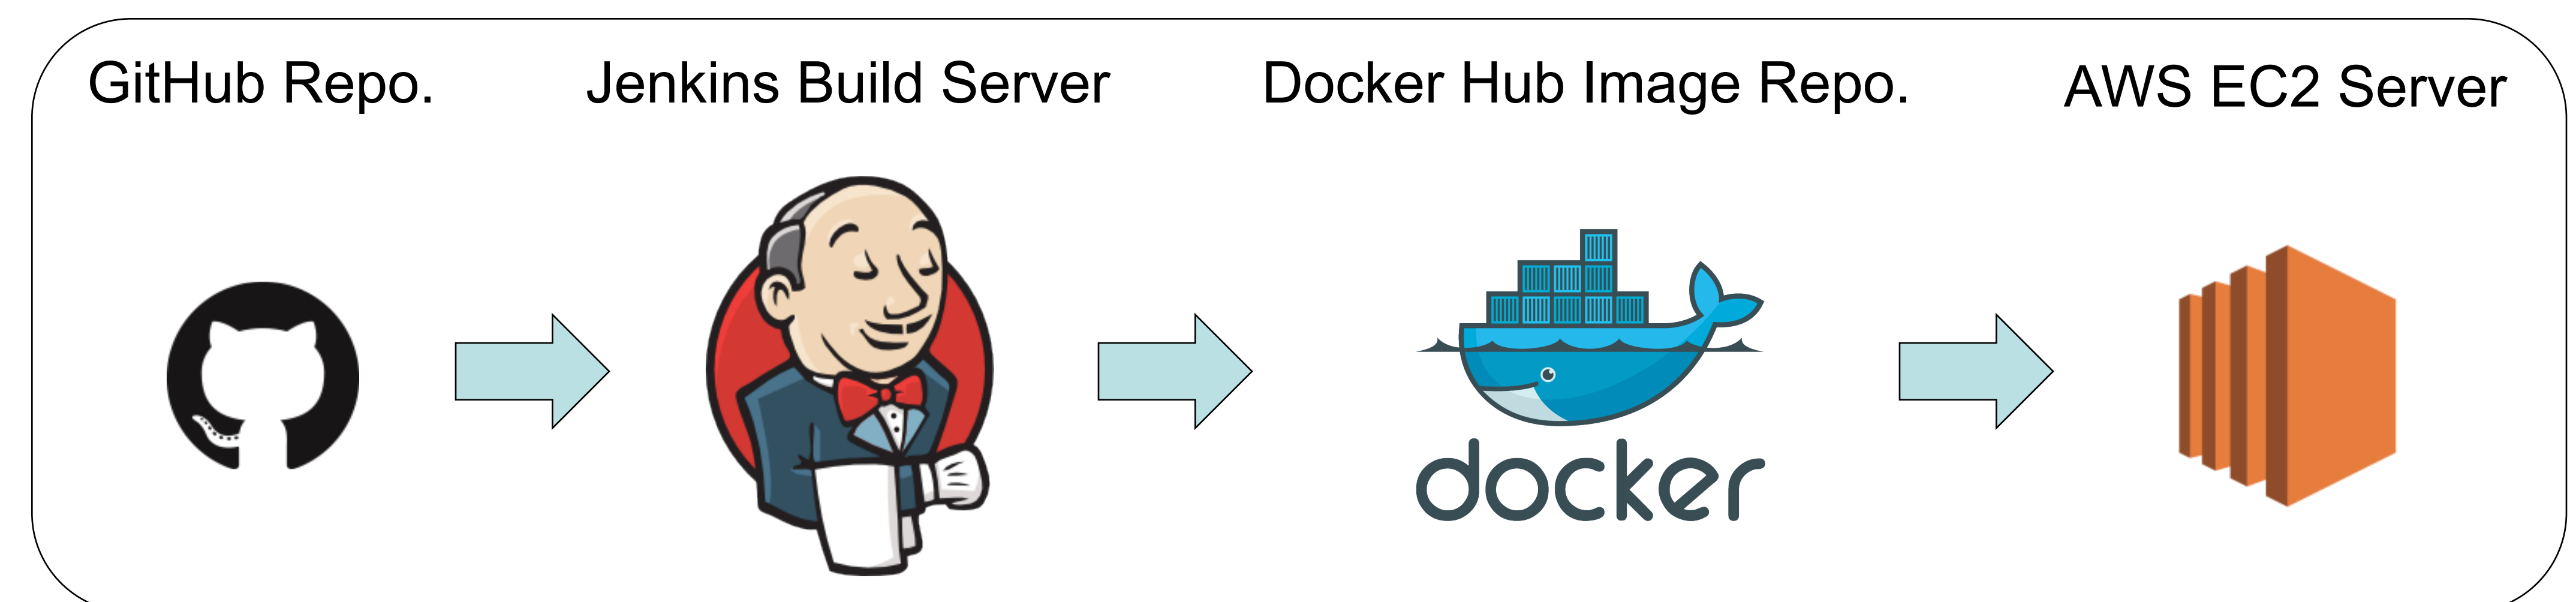 GitHub Repo.
Jenkins Build Server
Docker Hub Image Repo.
AWS EC2 Server
docker